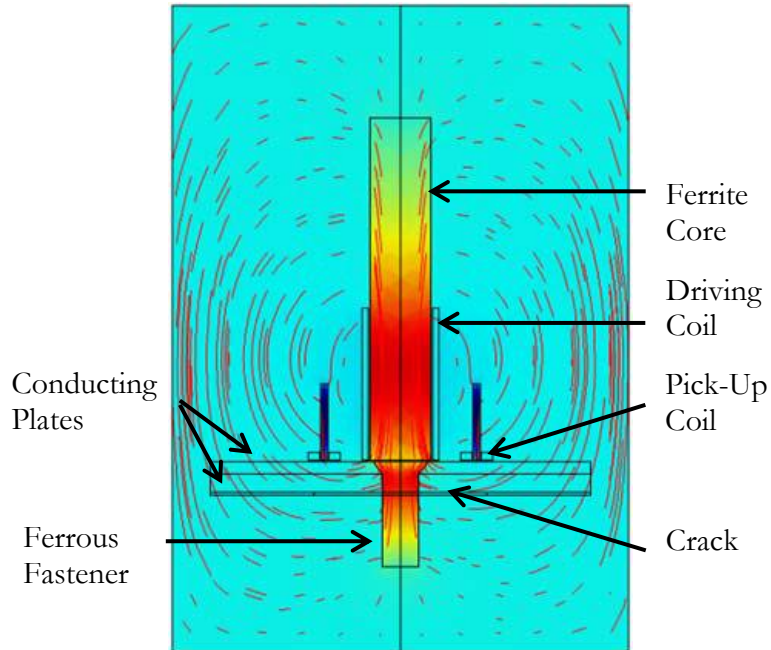 Ferrite
Core
Driving
Coil
Conducting
Plates
Pick-Up
Coil
Ferrous
Fastener
Crack